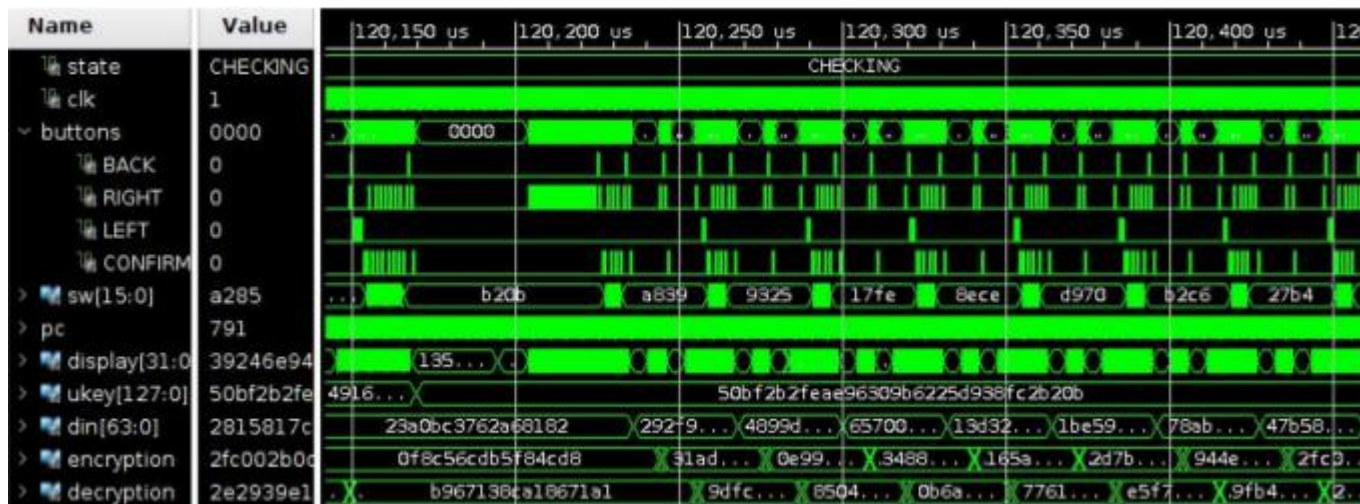 Name Value 120,150 us 120,200 us 120,250 us 120,300 us 120,350 us 120,400 us 12
state CHECKING CHECKING
clk 1
buttons 0000 0000
BACK 0
RIGHT 0
LEFT 0
CONFIRM 0
sw[15:0] a285 ... b20b a839 9325 17fe 8ece d970 b2c6 27b4
pc 791
display[31:0 39246e94 135...
ukey[127:0] 50bf2b2fe 4916... 50bf2b2feae96309b6225d938fc2b20b
din[63:0] 2815817c 23a0bc3762a68182 292f9... 4899d... 65700... 13d32... 1be59... 78ab... 47b58...
encryption 2fc002b0c 0f8c56cdb5f84cd8 31ad... 0e99... 3488... 165a... 2d7b... 944e... 2fc0...
decryption 2e2939e1 b967138ca18671a1 9dfc... 8504... 0b6a... 7761... e5f7... 9fb4... 2...